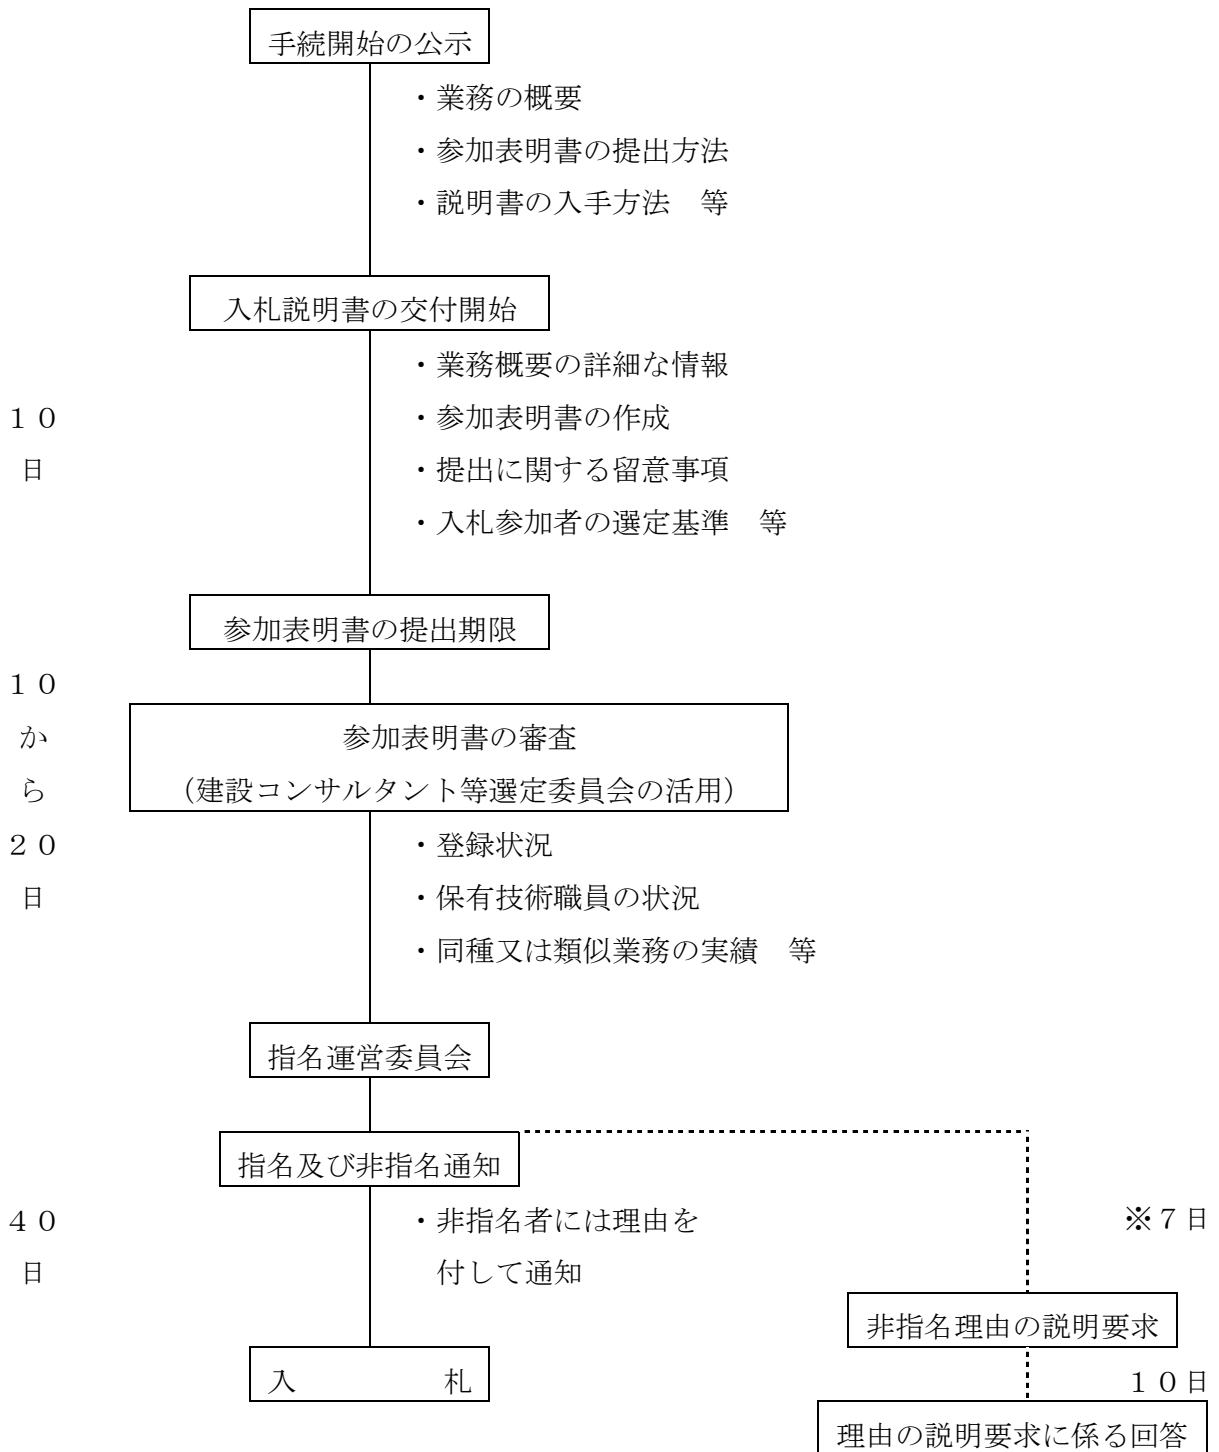 手続開始の公示
・業務の概要
・参加表明書の提出方法
・説明書の入手方法　等
入札説明書の交付開始
・業務概要の詳細な情報
・参加表明書の作成
・提出に関する留意事項
・入札参加者の選定基準　等
１０
日
参加表明書の提出期限
１０
か
ら
２０
日
参加表明書の審査
（建設コンサルタント等選定委員会の活用）
・登録状況
・保有技術職員の状況
・同種又は類似業務の実績　等
指名運営委員会
指名及び非指名通知
４０
日
・非指名者には理由を
付して通知
※７日
非指名理由の説明要求
入　　　　　札
１０日
理由の説明要求に係る回答